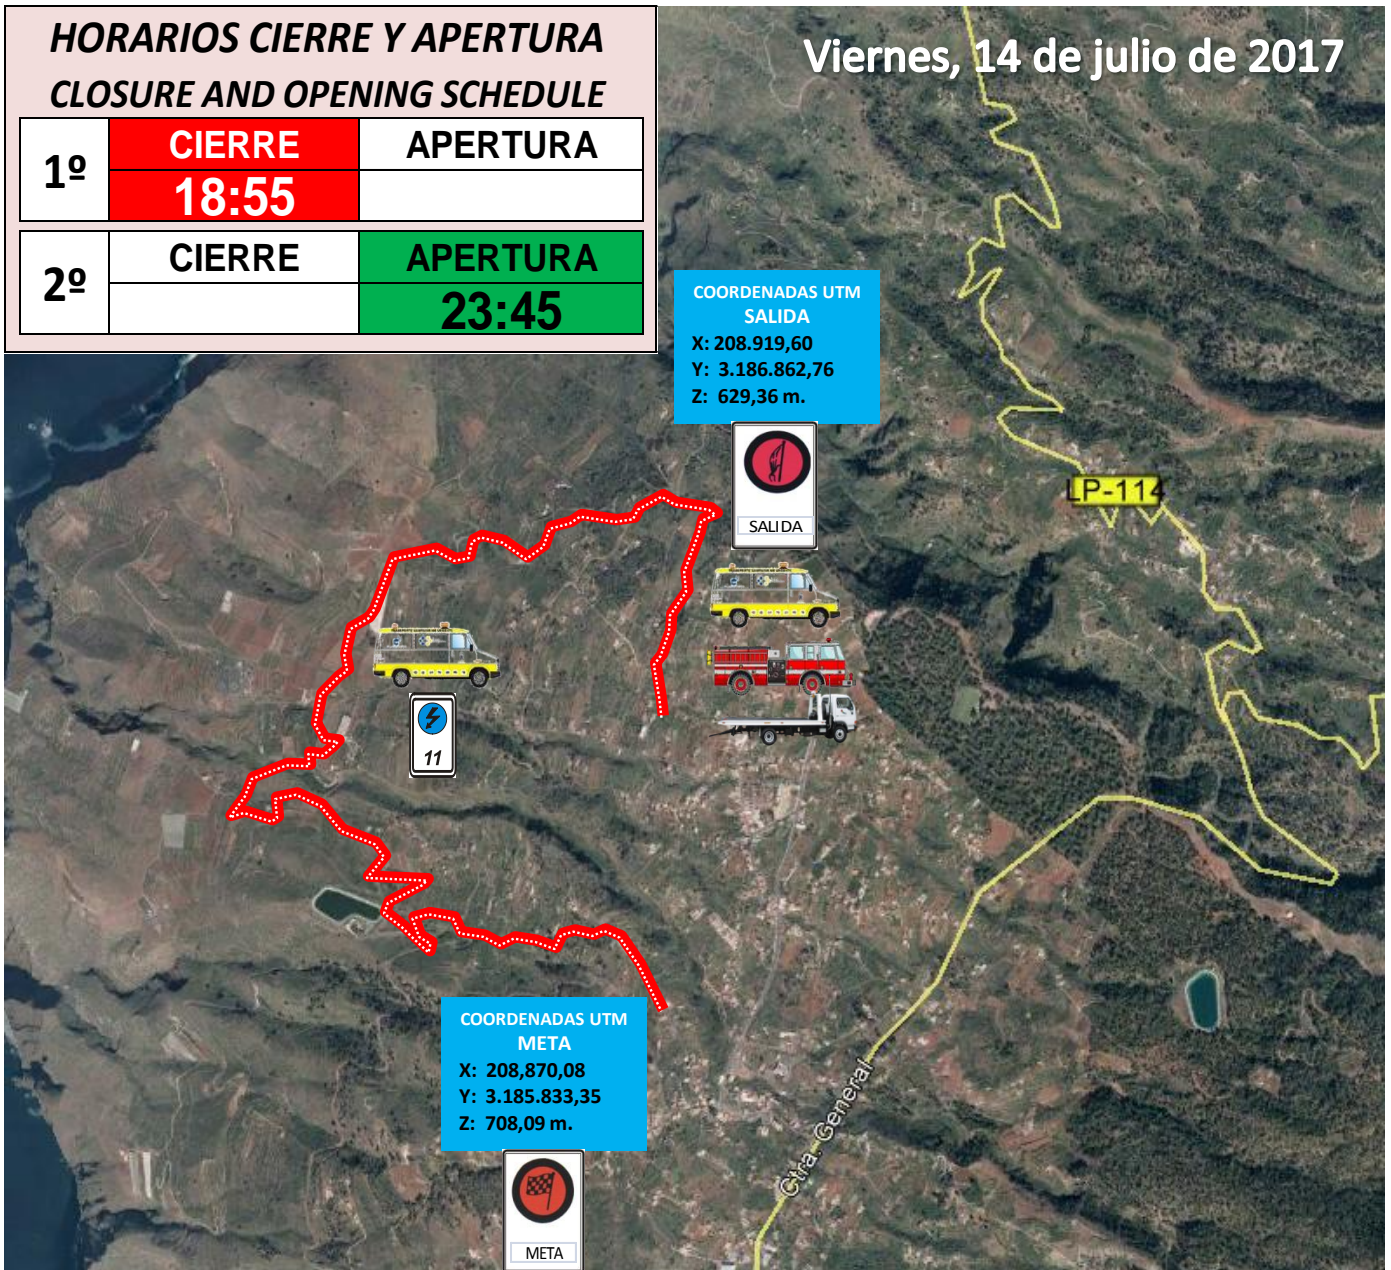 HORARIOS CIERRE Y APERTURA
CLOSURE AND OPENING SCHEDULE
1º
CIERRE
APERTURA
18:55
2º
CIERRE
APERTURA
23:45
Viernes, 14 de julio de 2017
COORDENADAS UTM
SALIDA
X: 208.919,60
Y: 3.186.862,76
Z: 629,36 m.
SALIDA
LP-114
11
COORDENADAS UTM
META
X: 208,870,08
Y: 3.185.833,35
Z: 708,09 m.
META
Ctra. General